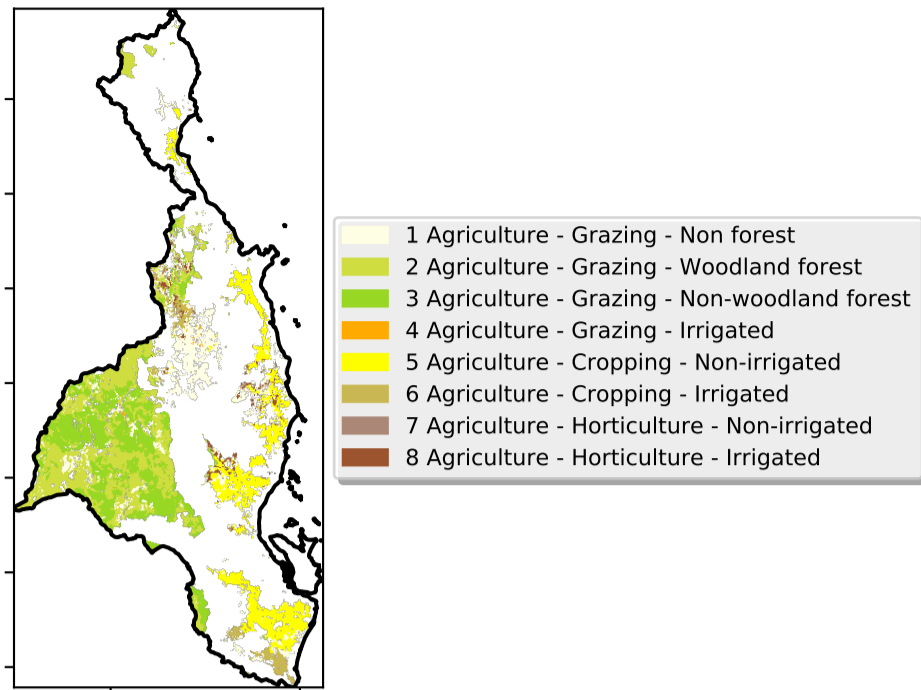 1 Agriculture - Grazing - Non forest
2 Agriculture - Grazing - Woodland forest
3 Agriculture - Grazing - Non-woodland forest
4 Agriculture - Grazing - Irrigated
5 Agriculture - Cropping - Non-irrigated
6 Agriculture - Cropping - Irrigated
7 Agriculture - Horticulture - Non-irrigated
8 Agriculture - Horticulture - Irrigated